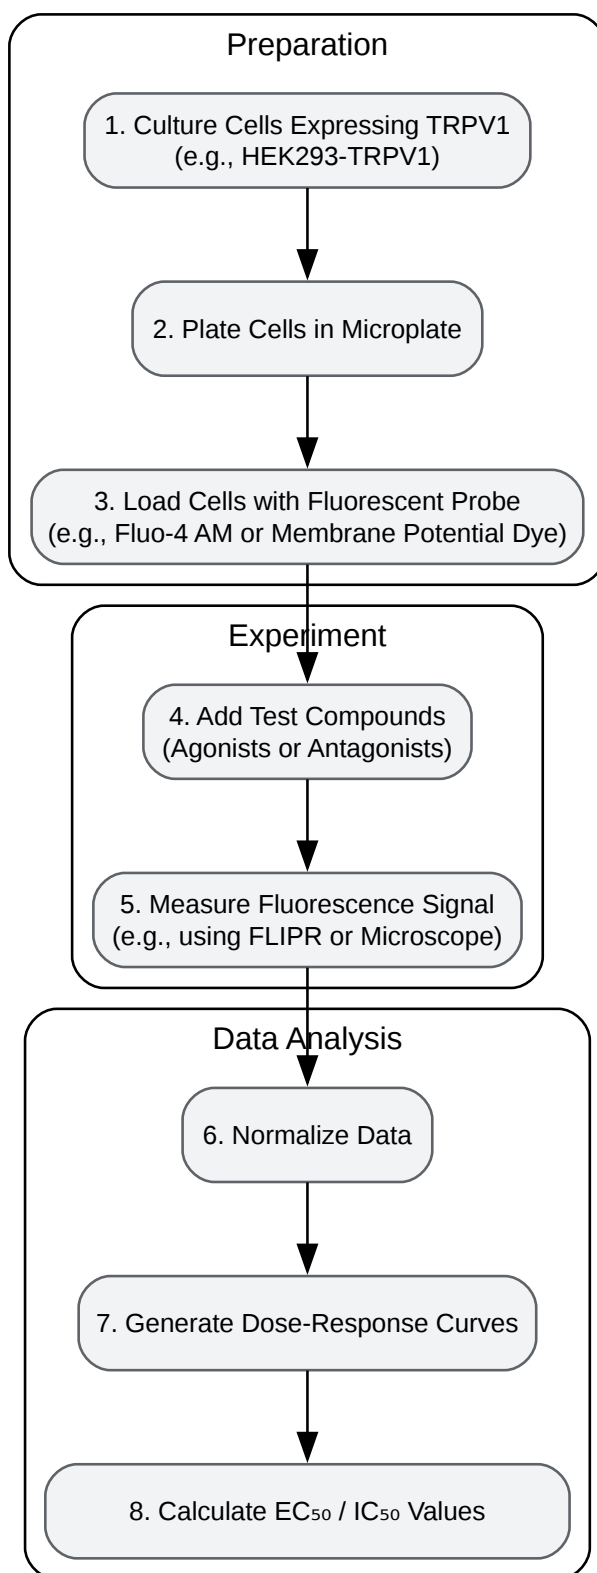 Preparation
1. Culture Cells Expressing TRPV1
(e.g., HEK293-TRPV1)
2. Plate Cells in Microplate
3. Load Cells with Fluorescent Probe
(e.g., Fluo-4 AM or Membrane Potential Dye)
Experiment
4. Add Test Compounds
(Agonists or Antagonists)
5. Measure Fluorescence Signal
(e.g., using FLIPR or Microscope)
Data Analysis
6. Normalize Data
7. Generate Dose-Response Curves
8. Calculate EC₅₀ / IC₅₀ Values